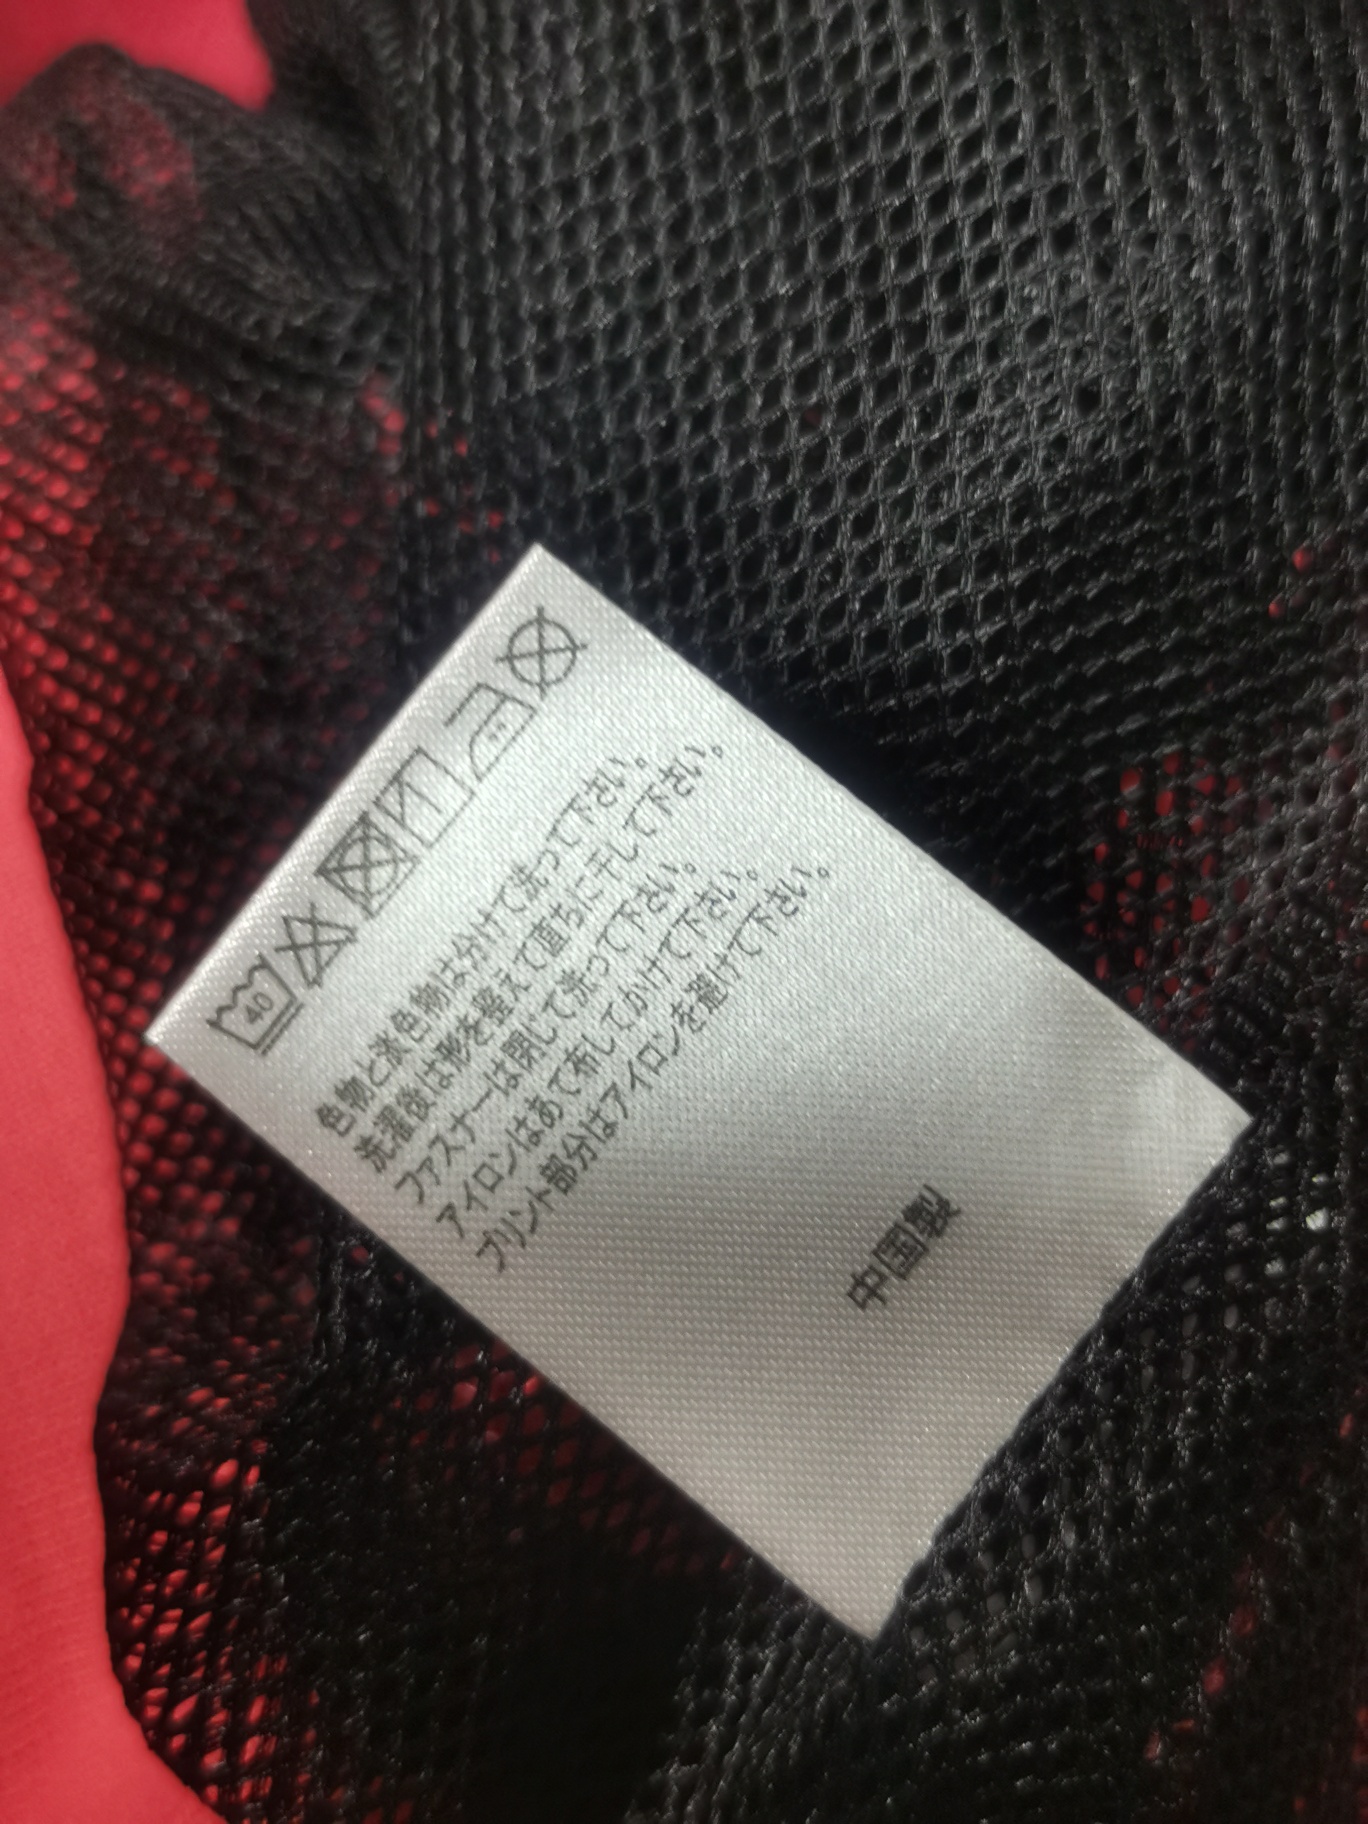 40
色物と淡色物は分けて洗って下さい。
洗濯後は形を整えて直ちに干して下さい。
ファスナーは閉じて洗って下さい。
アイロンはあて布してかけて下さい。
プリント部分はアイロンを避けて下さい。
中国製